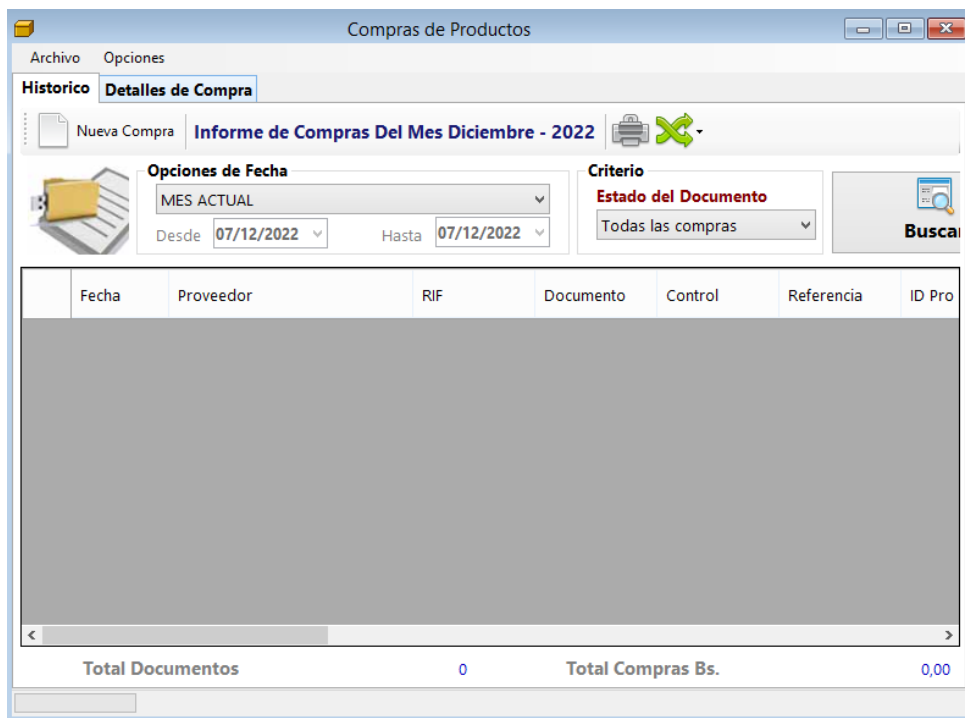 Compras de Productos
Archivo Opciones
Historico Detalles de Compra
Nueva Compra Informe de Compras Del Mes Diciembre - 2022
Opciones de Fecha Criterio
MES ACTUAL Estado del Documento
Desde 07/12/2022 Hasta 07/12/2022 Todas las compras Buscar
Fecha Proveedor RIF Documento Control Referencia ID Pro
Total Documentos 0 Total Compras Bs. 0,00